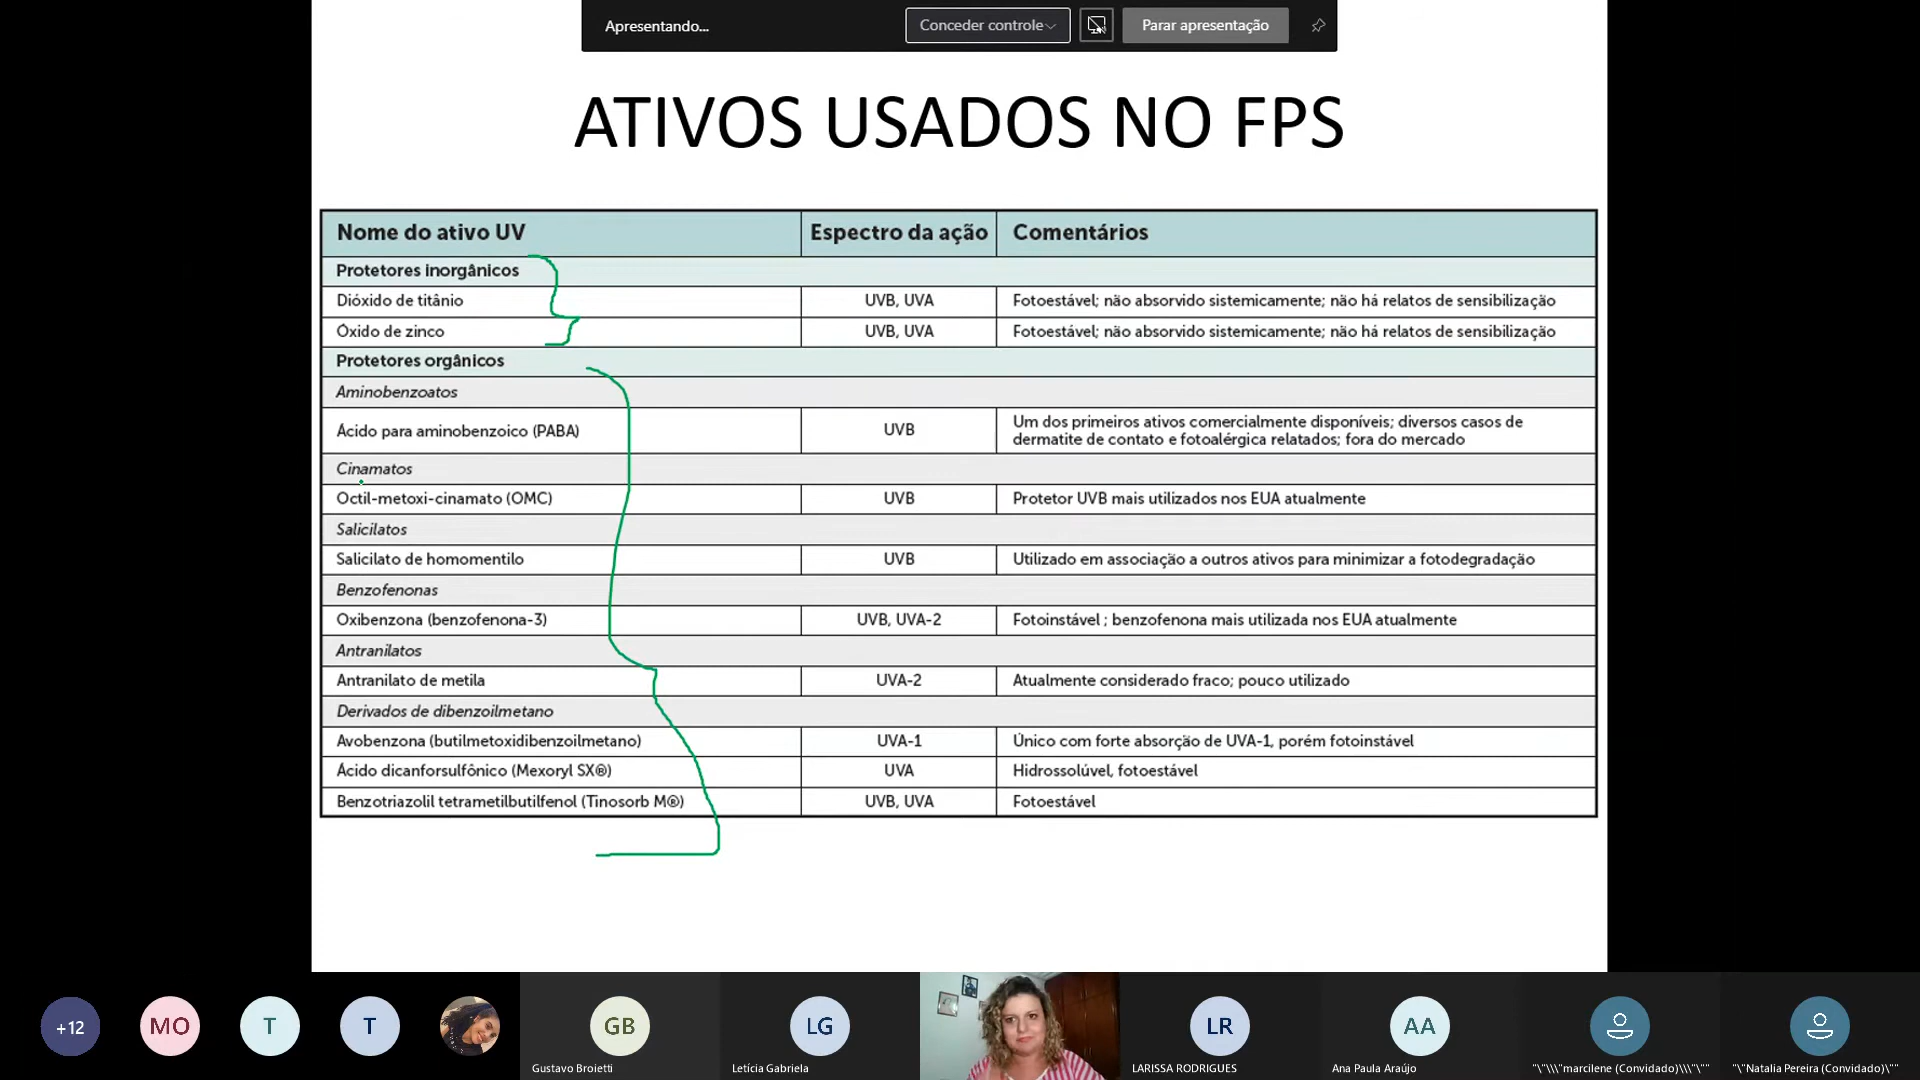 Apresentando...
Conceder controle
Parar apresentação
ATIVOS USADOS NO FPS
Nome do ativo UV Espectro da ação Comentários
Protetores inorgânicos
Dióxido de titânio UVB, UVA Fotoestável; não absorvido sistemicamente; não há relatos de sensibilização
Óxido de zinco UVB, UVA Fotoestável; não absorvido sistemicamente; não há relatos de sensibilização
Protetores orgânicos
Aminobenzoatos
Ácido para aminobenzoico (PABA) UVB Um dos primeiros ativos comercialmente disponíveis; diversos casos de
dermatite de contato e fotoalérgica relatados; fora do mercado
Cinamatos
Octil-metoxi-cinamato (OMC) UVB Protetor UVB mais utilizados nos EUA atualmente
Salicilatos
Salicilato de homomentilo UVB Utilizado em associação a outros ativos para minimizar a fotodegradação
Benzofenonas
Oxibenzona (benzofenona-3) UVB, UVA-2 Fotoinstável ; benzofenona mais utilizada nos EUA atualmente
Antranilatos
Antranilato de metila UVA-2 Atualmente considerado fraco; pouco utilizado
Derivados de dibenzoilmetano
Avobenzona (butilmetoxidibenzoilmetano) UVA-1 Único com forte absorção de UVA-1, porém fotoinstável
Ácido dicanforsulfônico (Mexoryl SX®) UVA Hidrossolúvel, fotoestável
Benzotriazolil tetrametilbutilfenol (Tinosorb M®) UVB, UVA Fotoestável
+12 MO T T GB LG LR AA
Gustavo Broietti Letícia Gabriela LARISSA RODRIGUES Ana Paula Araújo "\"\\\"marcilene (Convidado)\\\"\"" "\"Natalia Pereira (Convidado)\""